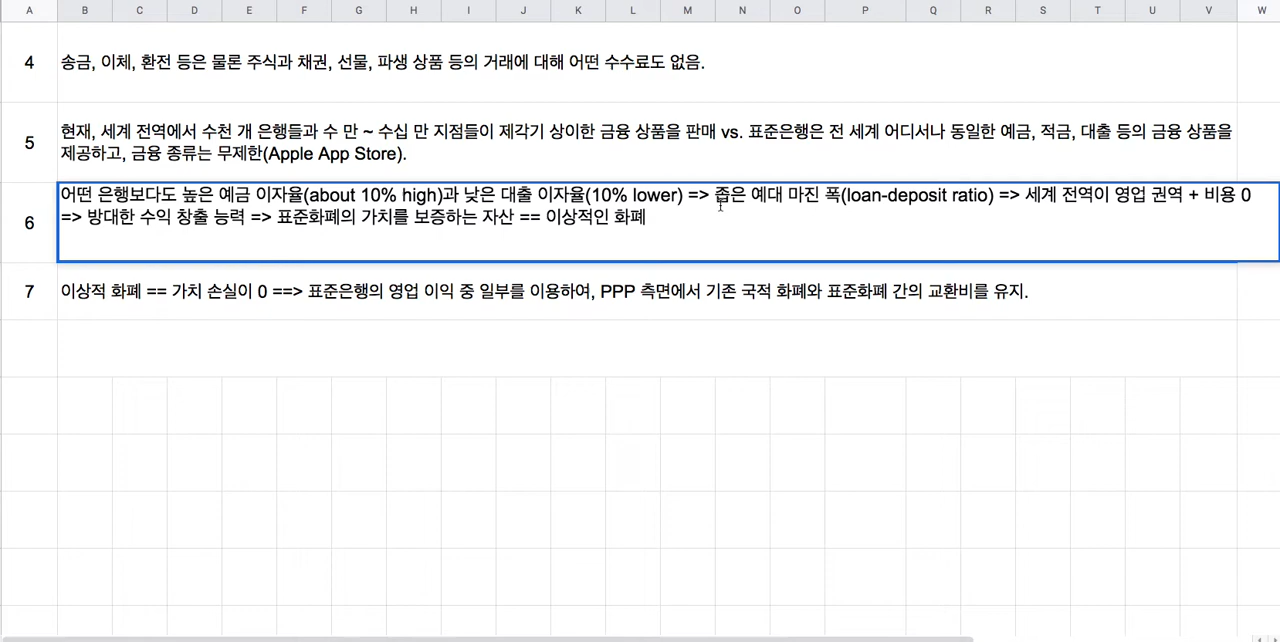 A B C D E F G H I J K L M N O P Q R S T U V W
4 송금, 이체, 환전 등은 물론 주식과 채권, 선물, 파생 상품 등의 거래에 대해 어떤 수수료도 없음.
5 현재, 세계 전역에서 수천 개 은행들과 수 만 ~ 수십 만 지점들이 제각기 상이한 금융 상품을 판매 vs. 표준은행은 전 세계 어디서나 동일한 예금, 적금, 대출 등의 금융 상품을
제공하고, 금융 종류는 무제한(Apple App Store).
6 어떤 은행보다도 높은 예금 이자율(about 10% high)과 낮은 대출 이자율(10% lower) => 좁은 예대 마진 폭(loan-deposit ratio) => 세계 전역이 영업 권역 + 비용 0
=> 방대한 수익 창출 능력 => 표준화폐의 가치를 보증하는 자산 == 이상적인 화폐
7 이상적 화폐 == 가치 손실이 0 ==> 표준은행의 영업 이익 중 일부를 이용하여, PPP 측면에서 기존 국적 화폐와 표준화폐 간의 교환비를 유지.